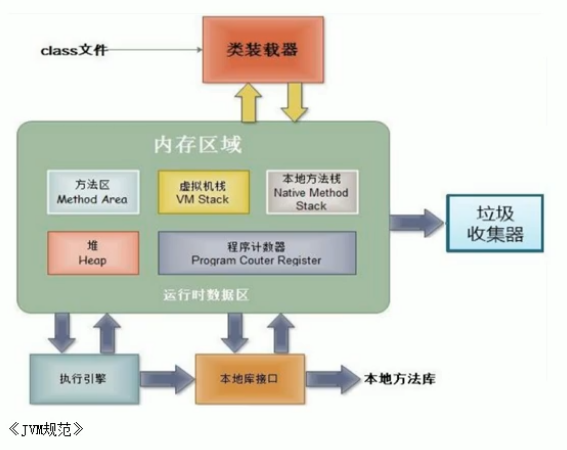 class文件
类装载器
内存区域
方法区
Method Area
虚拟机栈
VM Stack
本地方法栈
Native Method
Stack
堆
Heap
程序计数器
Program Couter Register
运行时数据区
垃圾
收集器
执行引擎
本地库接口
本地方法库
《JVM规范》